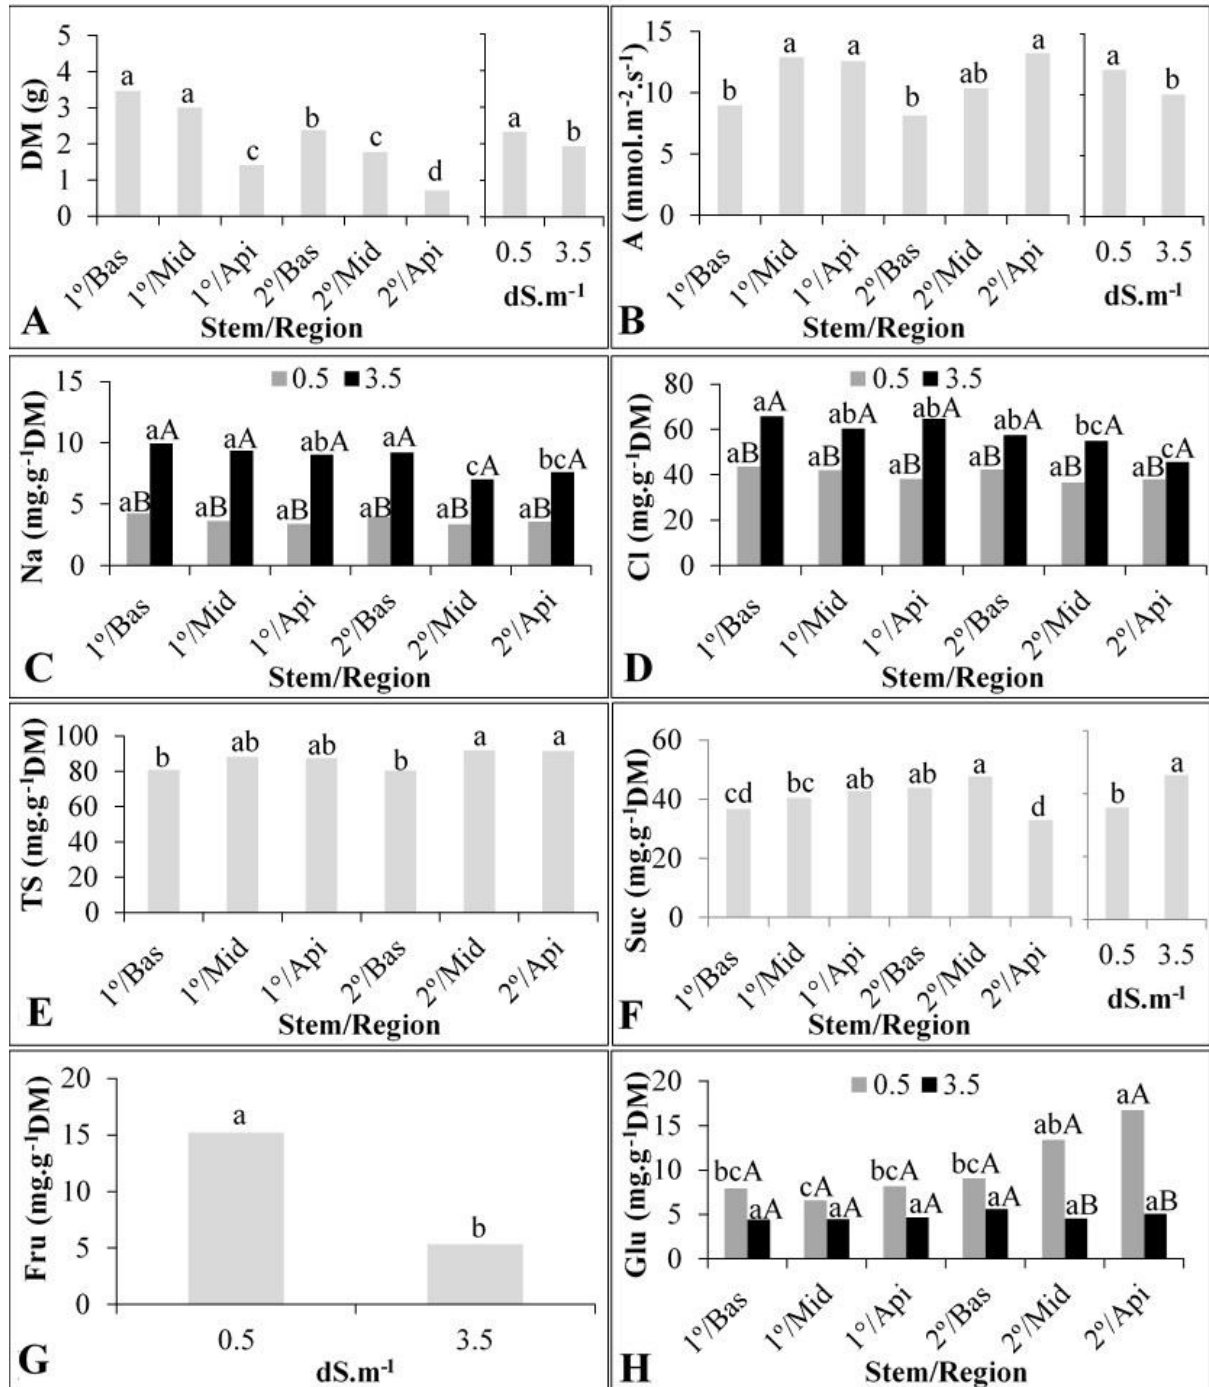 DM (g)
5
4
3
2
1
0
a
a
c
b
c
d
a
b
1º/Bas
1º/Mid
1°/Api
2º/Bas
2º/Mid
2º/Api
0.5 3.5
dS.m⁻¹
Stem/Region
A
A (mmol.m⁻².s⁻¹)
15
10
5
0
b
a
a
b
ab
a
a
b
1º/Bas
1º/Mid
1°/Api
2º/Bas
2º/Mid
2º/Api
0.5 3.5
dS.m⁻¹
Stem/Region
B
Na (mg.g⁻¹DM)
15
10
5
0
0.5 3.5
aB aA
aB aA
aB abA
aB aA
aB cA
aB bcA
1º/Bas
1º/Mid
1°/Api
2º/Bas
2º/Mid
2º/Api
Stem/Region
C
Cl (mg.g⁻¹DM)
80
60
40
20
0
0.5 3.5
aB aA
aB abA
aB abA
aB abA
aB bcA
aB cA
1º/Bas
1º/Mid
1°/Api
2º/Bas
2º/Mid
2º/Api
Stem/Region
D
TS (mg.g⁻¹DM)
100
80
60
40
20
0
b
ab
ab
b
a
a
1º/Bas
1º/Mid
1°/Api
2º/Bas
2º/Mid
2º/Api
Stem/Region
E
Suc (mg.g⁻¹DM)
60
40
20
0
cd
bc
ab
ab
a
d
b
a
1º/Bas
1º/Mid
1°/Api
2º/Bas
2º/Mid
2º/Api
0.5 3.5
dS.m⁻¹
Stem/Region
F
Fru (mg.g⁻¹DM)
20
15
10
5
0
a
b
0.5 3.5
dS.m⁻¹
G
Glu (mg.g⁻¹DM)
20
15
10
5
0
0.5 3.5
bcA aA
cA aA
bcA aA
bcA aA
abA aB
aA aB
1º/Bas
1º/Mid
1°/Api
2º/Bas
2º/Mid
2º/Api
Stem/Region
H